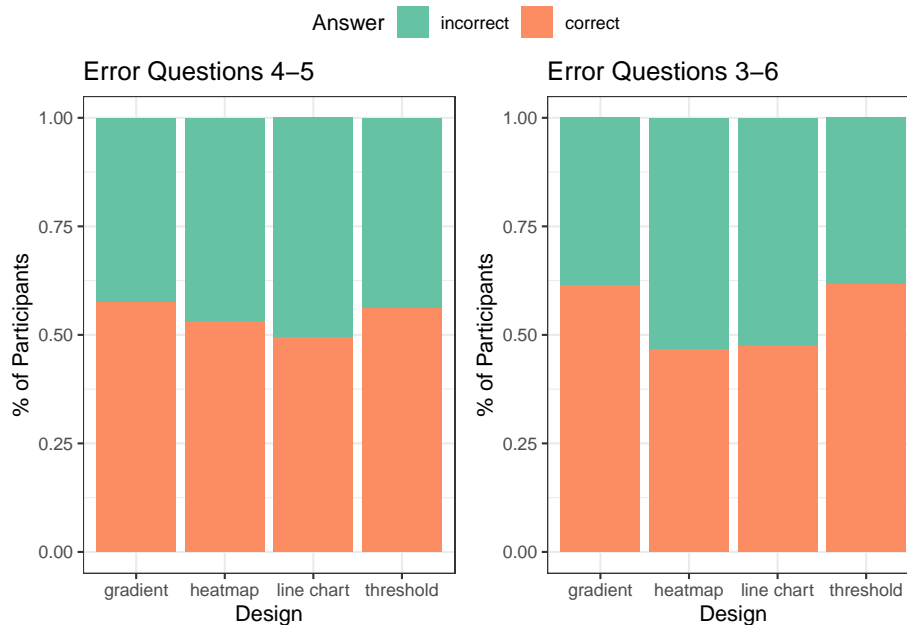 Answer incorrect correct
Error Questions 4−5
% of Participants
1.00
0.75
0.50
0.25
0.00
gradient heatmap line chart threshold
Design
Error Questions 3−6
% of Participants
1.00
0.75
0.50
0.25
0.00
gradient heatmap line chart threshold
Design